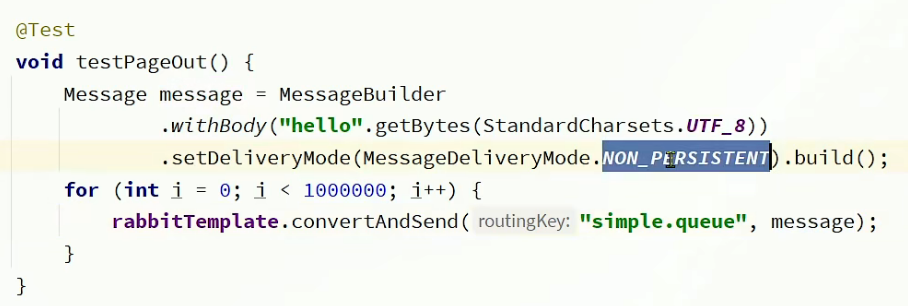 @Test
void testPageOut() {
    Message message = MessageBuilder
            .withBody("hello".getBytes(StandardCharsets.UTF_8))
            .setDeliveryMode(MessageDeliveryMode.NON_PERSISTENT).build();
    for (int i = 0; i < 1000000; i++) {
        rabbitTemplate.convertAndSend( routingKey: "simple.queue", message);
    }
}